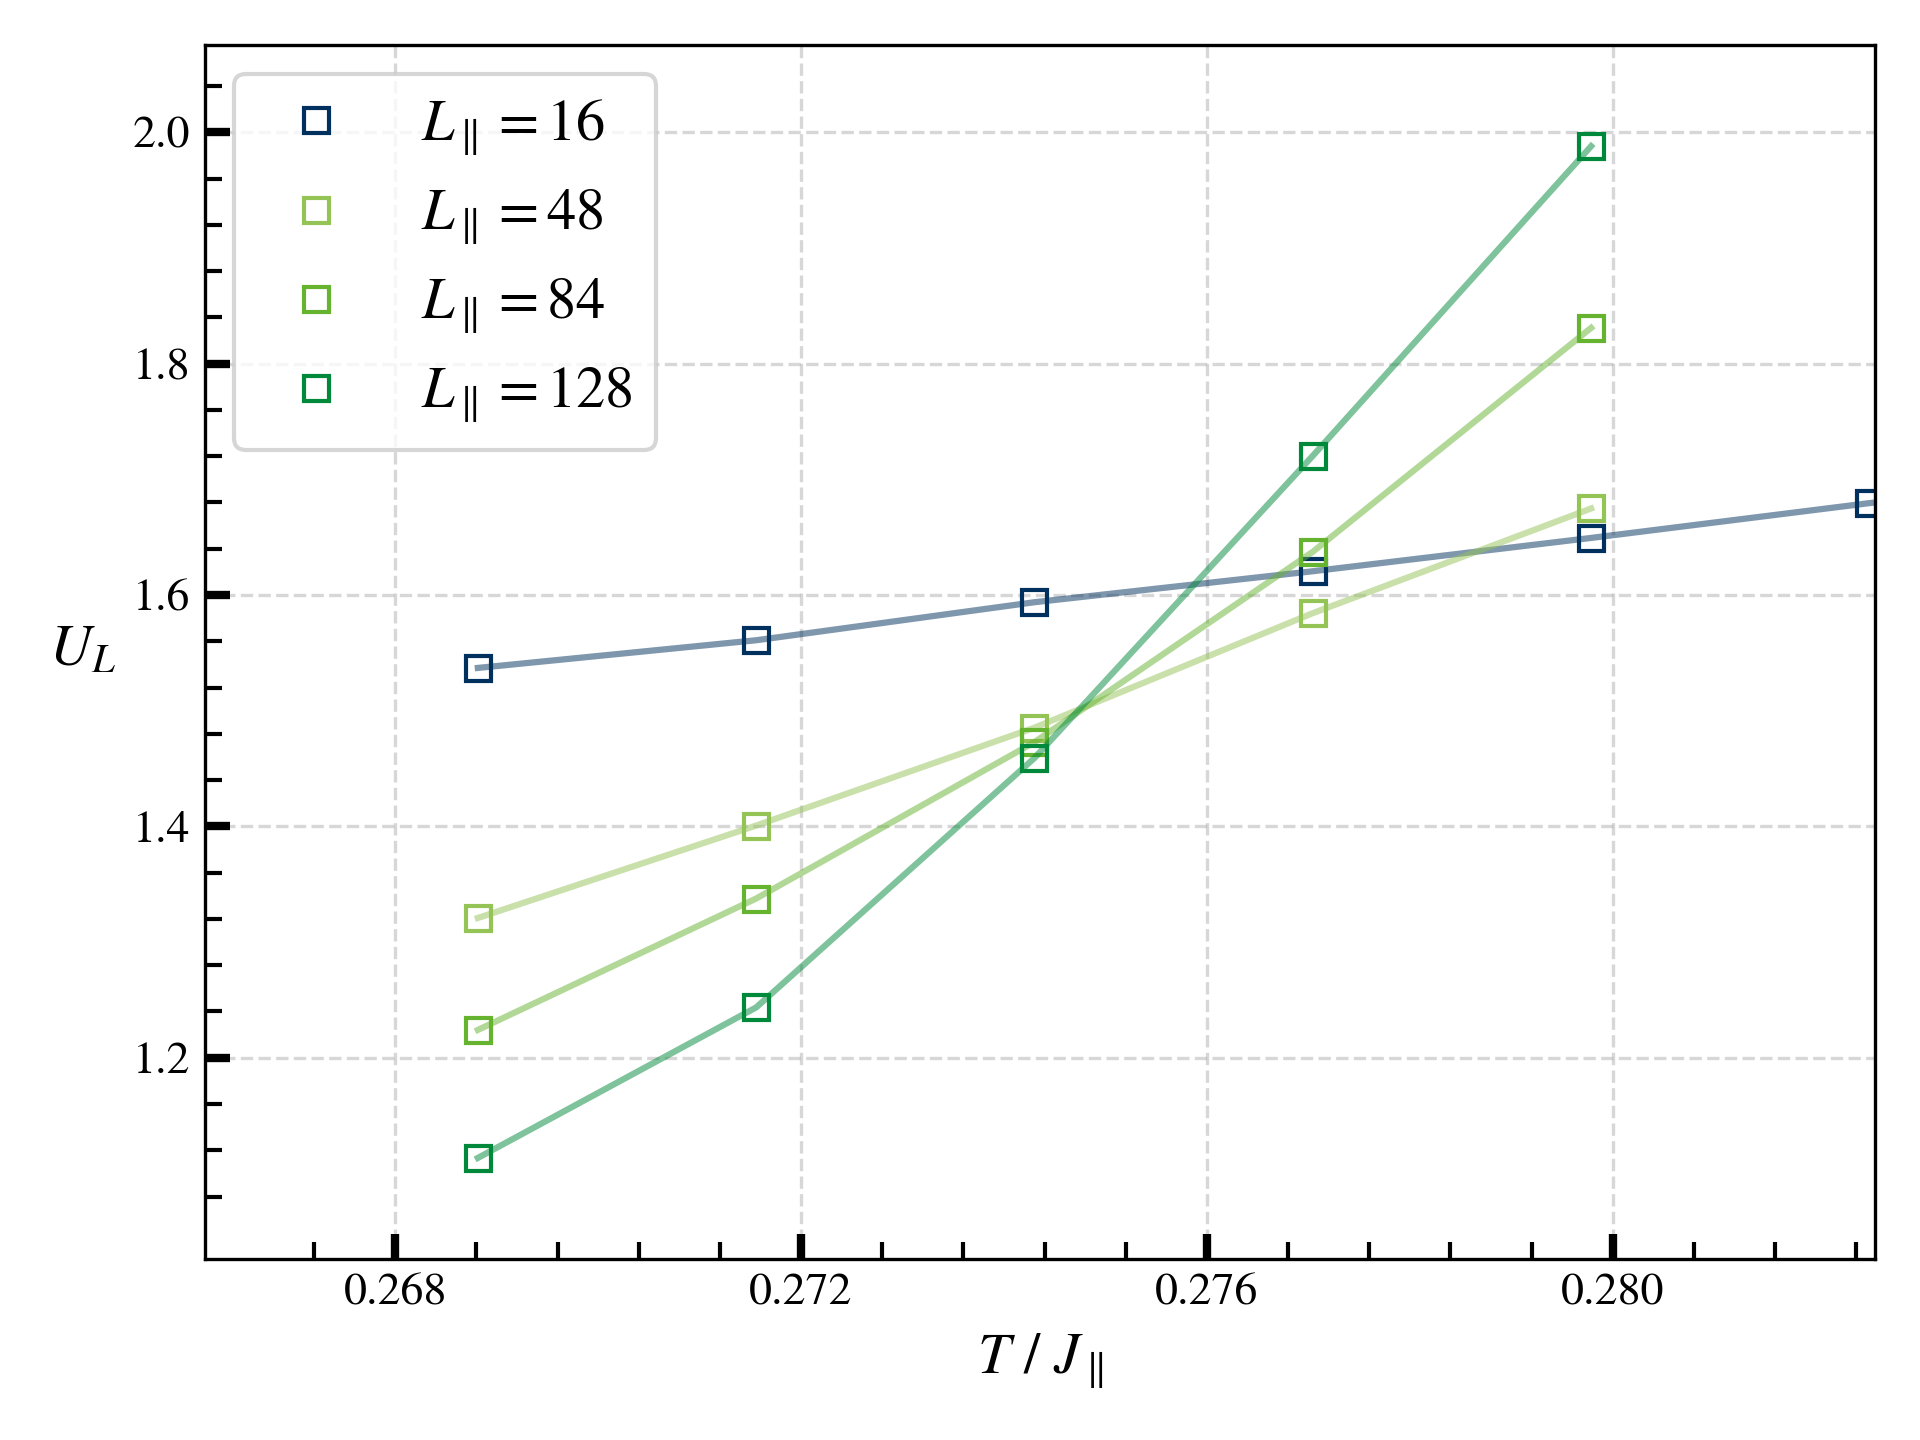 L∥ = 16
L∥ = 48
L∥ = 84
L∥ = 128
2.0
1.8
1.6
1.4
1.2
U_L
0.268 0.272 0.276 0.280
T / J∥